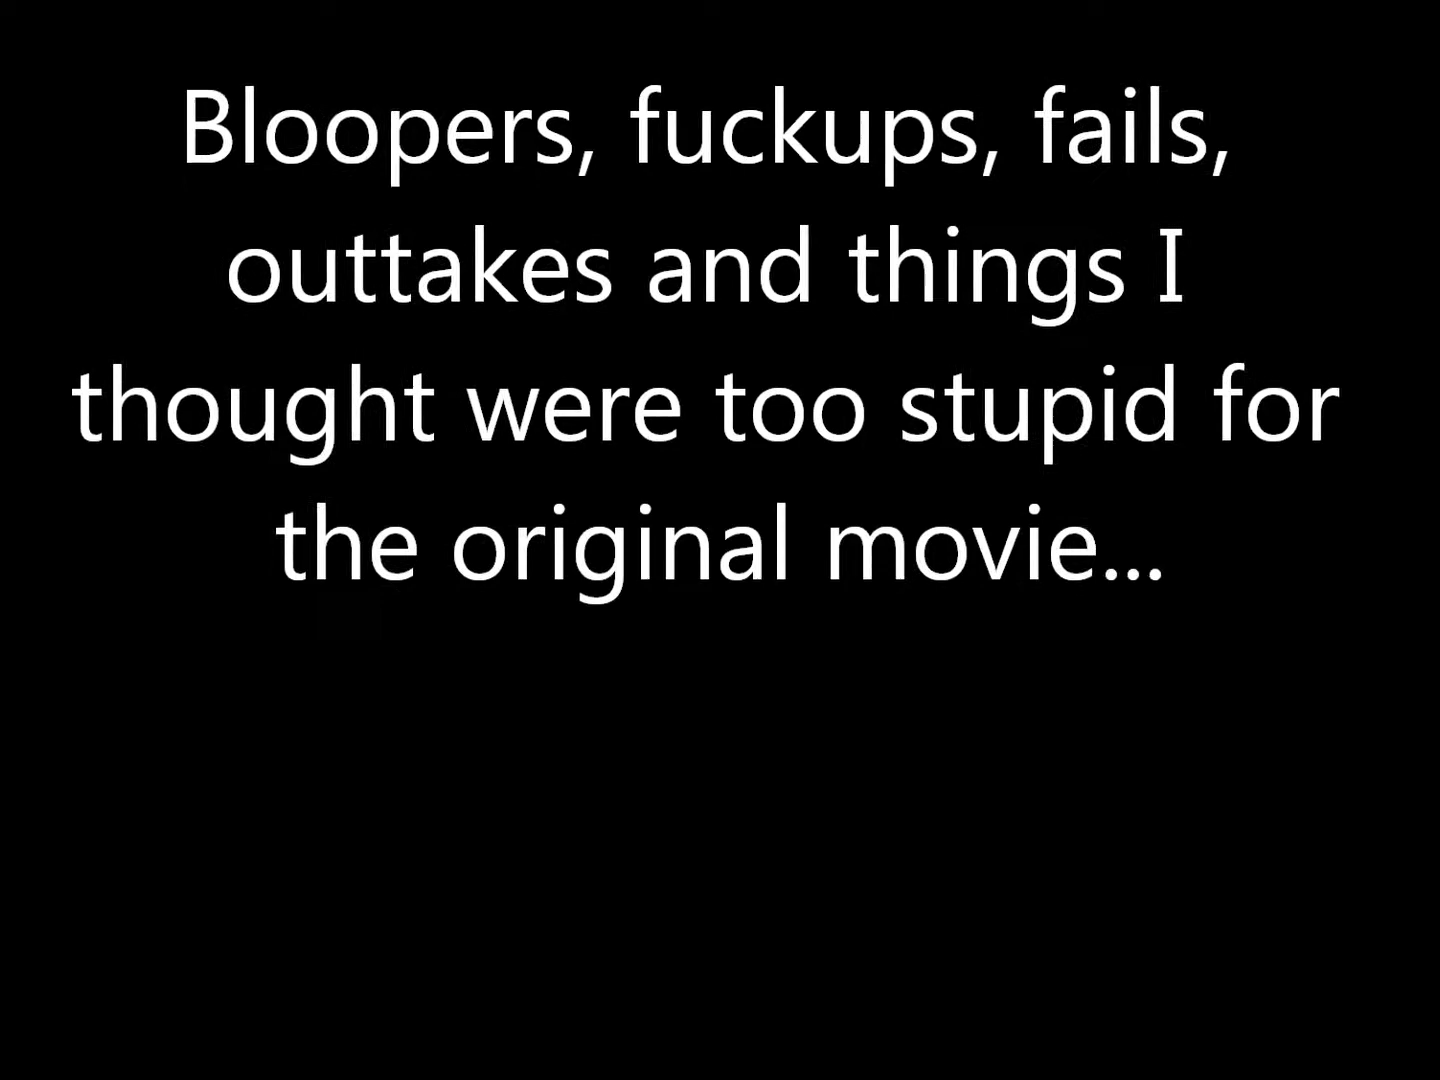 Bloopers, fuckups, fails,
outtakes and things I
thought were too stupid for
the original movie...